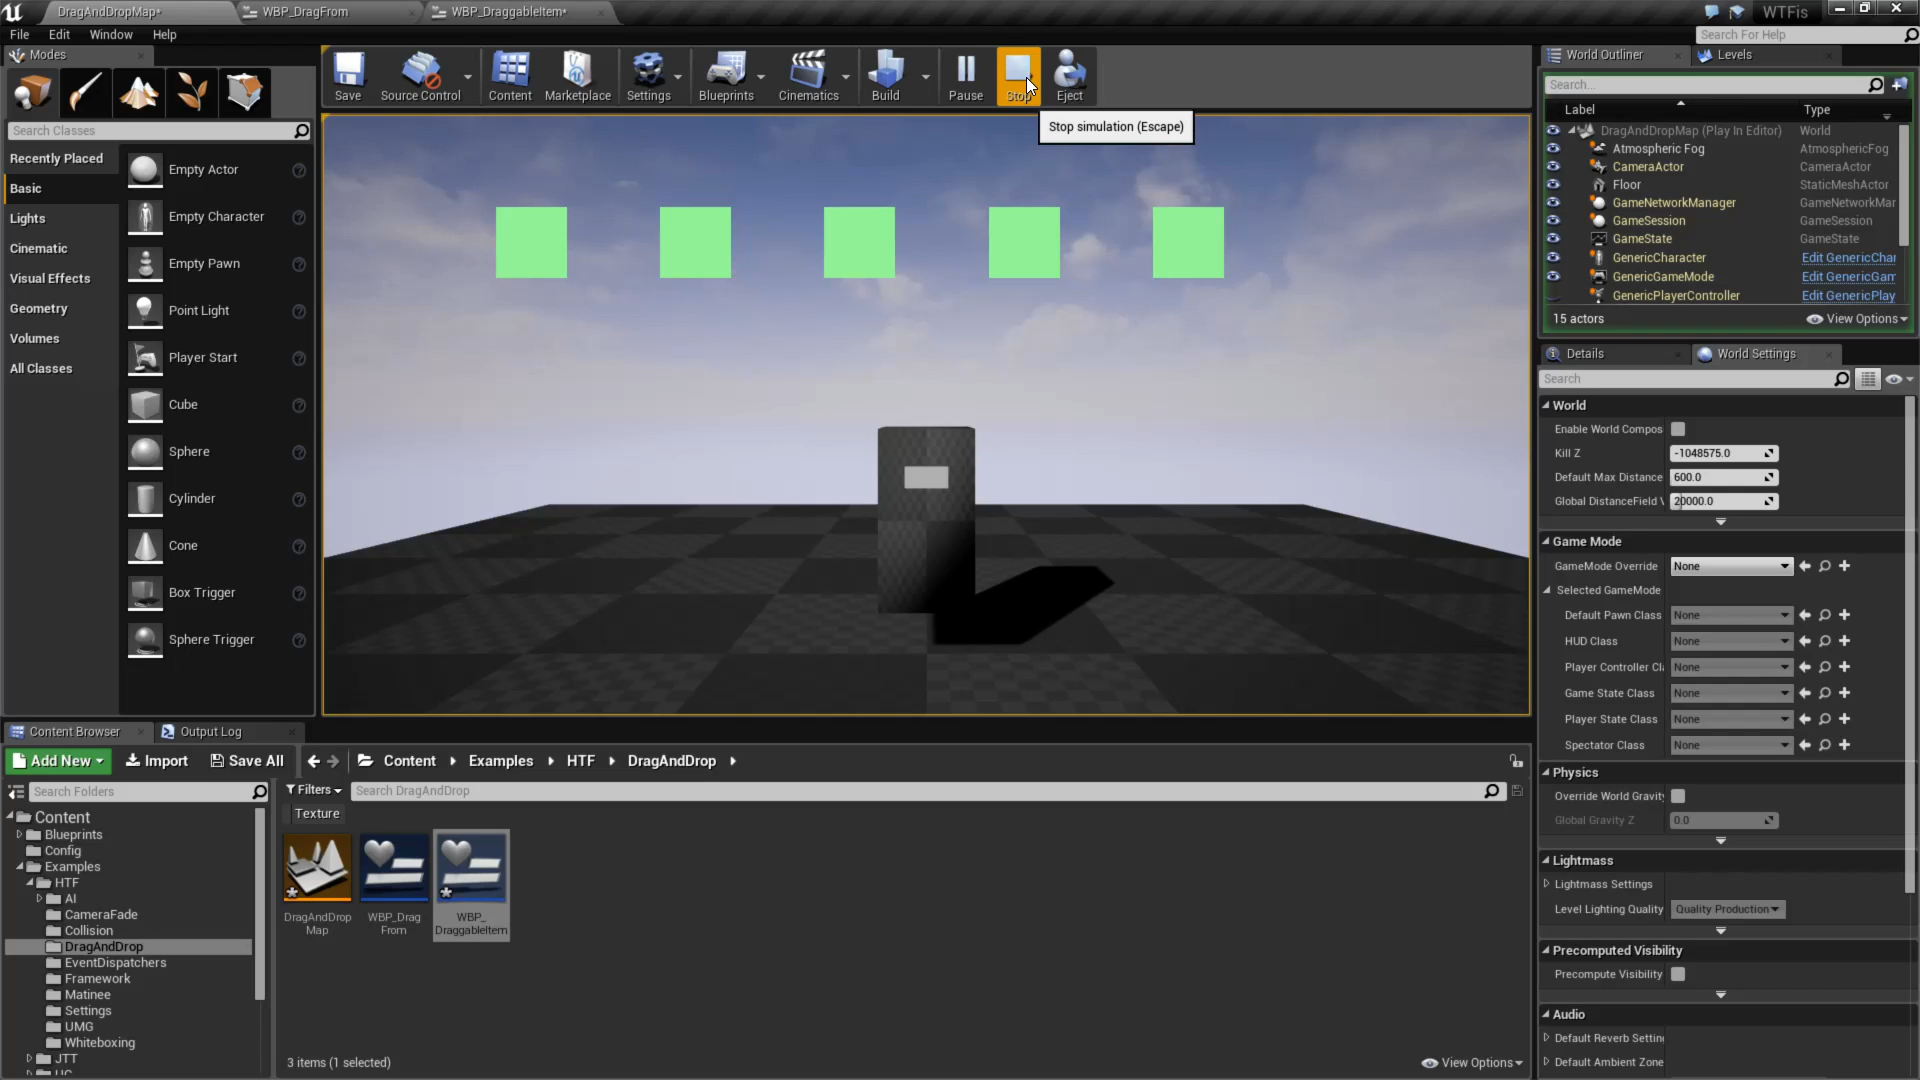 DragAndDropMap*
WBP_DragFrom
WBP_DraggableItem*
WTFis
File
Edit
Window
Help
Search For Help
Modes
Search Classes
Recently Placed
Basic
Lights
Cinematic
Visual Effects
Geometry
Volumes
All Classes
Empty Actor
Empty Character
Empty Pawn
Point Light
Player Start
Cube
Sphere
Cylinder
Cone
Box Trigger
Sphere Trigger
Save
Source Control
Content
Marketplace
Settings
Blueprints
Cinematics
Build
Pause
Stop
Eject
Stop simulation (Escape)
World Outliner
Levels
Search...
Label
Type
DragAndDropMap (Play In Editor)
World
Atmospheric Fog
AtmosphericFog
CameraActor
CameraActor
Floor
StaticMeshActor
GameNetworkManager
GameNetworkMar
GameSession
GameSession
GameState
GameState
GenericCharacter
Edit GenericChar
GenericGameMode
Edit GenericGam
GenericPlayerController
Edit GenericPlay
15 actors
View Options
Details
World Settings
Search
World
Enable World Compos
Kill Z
-1048575.0
Default Max Distance
600.0
Global DistanceField V
20000.0
Game Mode
GameMode Override
None
Selected GameMode
Default Pawn Class
None
HUD Class
None
Player Controller Cl
None
Game State Class
None
Player State Class
None
Spectator Class
None
Physics
Override World Gravity
Global Gravity Z
0.0
Lightmass
Lightmass Settings
Level Lighting Quality
Quality Production
Precomputed Visibility
Precompute Visibility
Audio
Default Reverb Settin
Default Ambient Zone
Content Browser
Output Log
Add New
Import
Save All
Content
Examples
HTF
DragAndDrop
Search Folders
Filters
Search DragAndDrop
Texture
Content
Blueprints
Config
Examples
HTF
AI
CameraFade
Collision
DragAndDrop
EventDispatchers
Framework
Matinee
Settings
UMG
Whiteboxing
JTT
DragAndDrop
Map
WBP_Drag
From
WBP_
DraggableItem
3 items (1 selected)
View Options